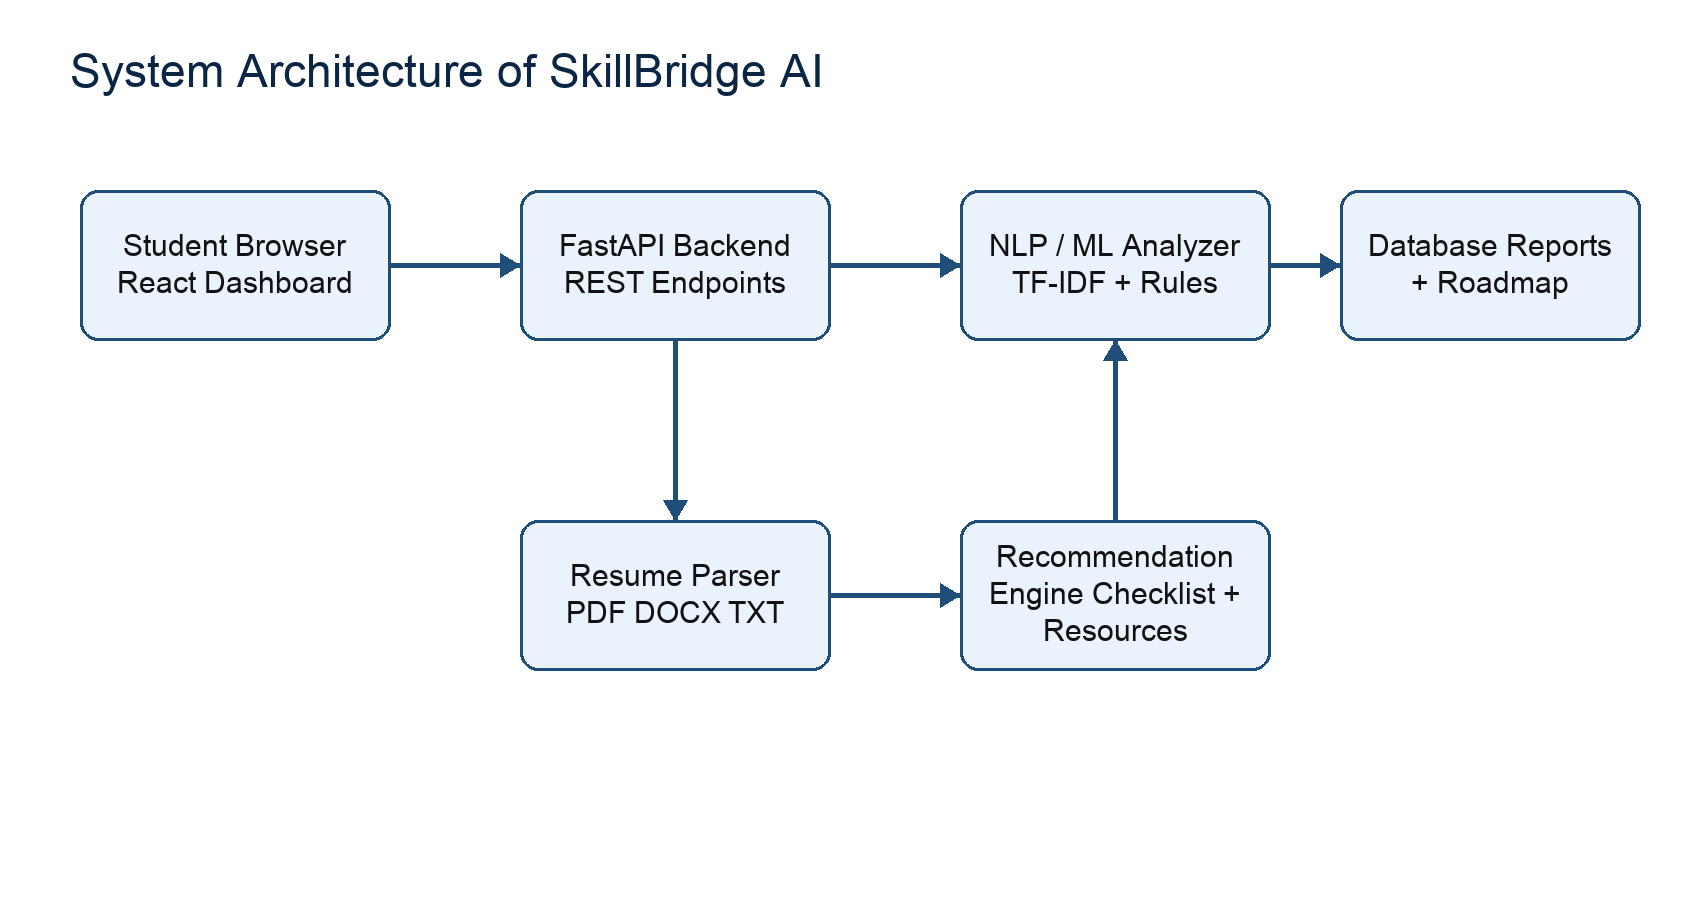 System Architecture of SkillBridge AI
Student Browser
React Dashboard
FastAPI Backend
REST Endpoints
NLP / ML Analyzer
TF-IDF + Rules
Database Reports
+ Roadmap
Resume Parser
PDF DOCX TXT
Recommendation
Engine Checklist +
Resources